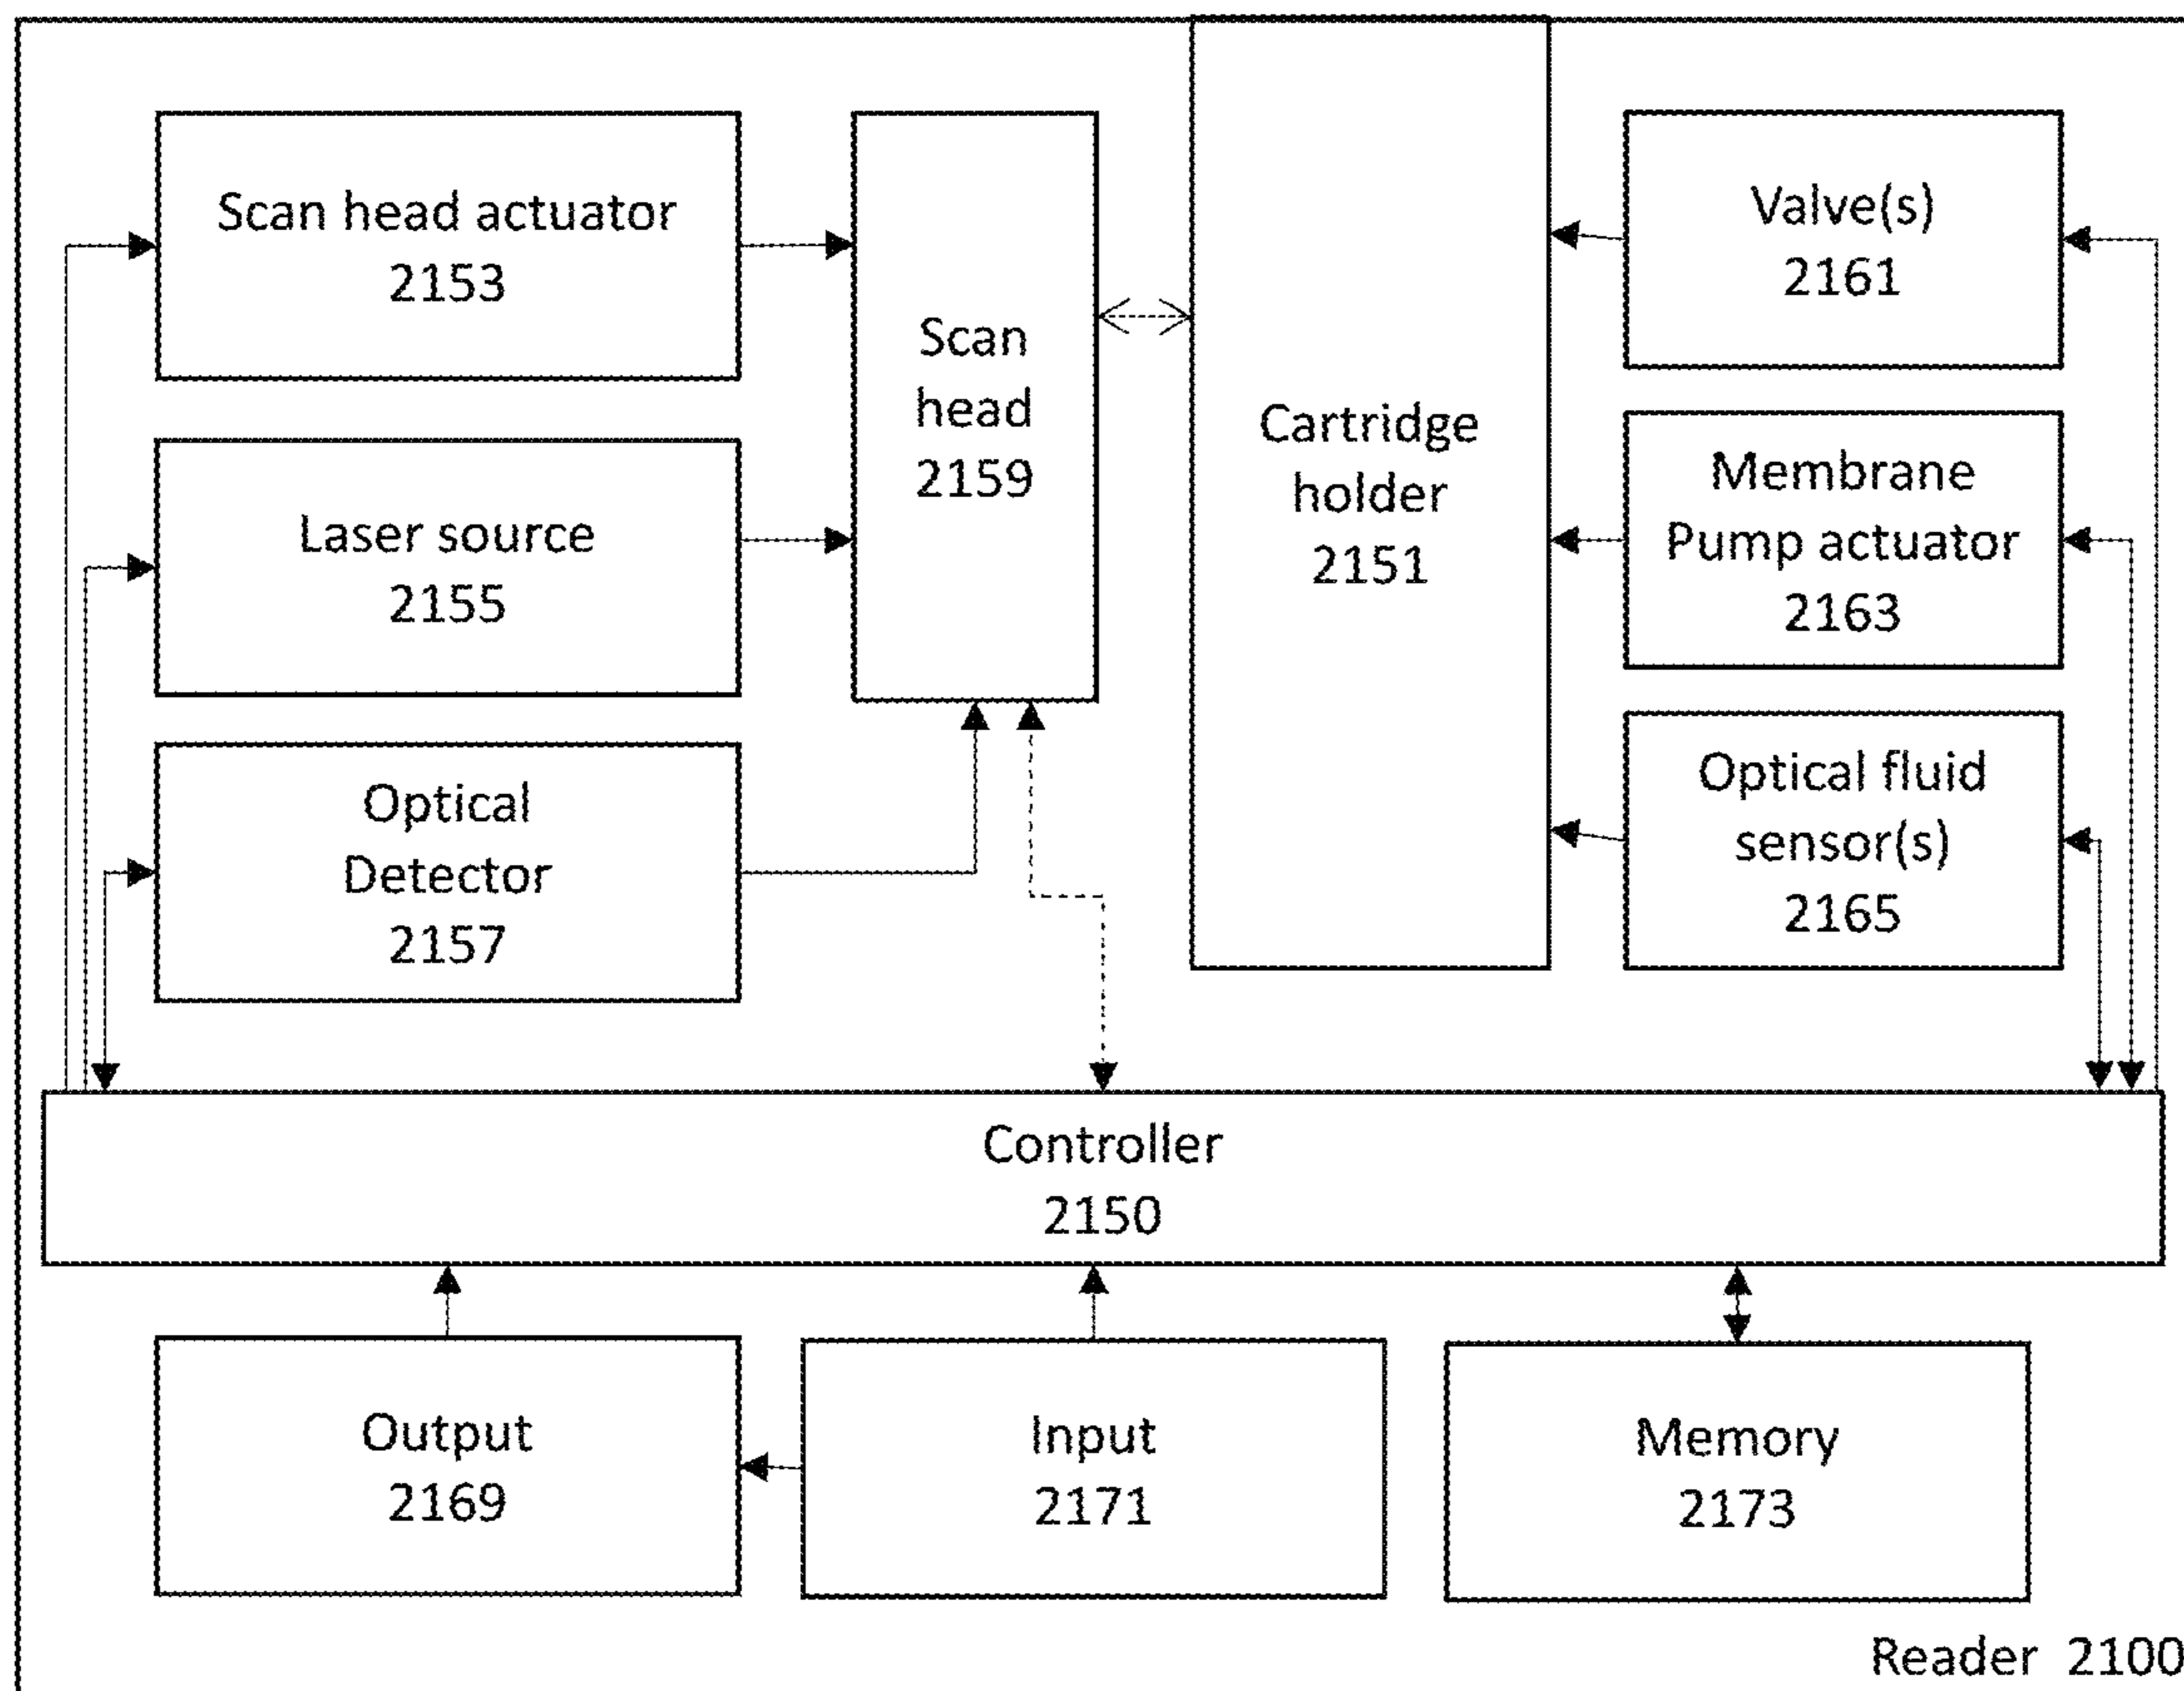 Scan head actuator
2153
Laser source
2155
Optical
Detector
2157
Scan
head
2159
Cartridge
holder
2151
Valve(s)
2161
Membrane
Pump actuator
2163
Optical fluid
sensor(s)
2165
Controller
2150
Output
2169
Input
2171
Memory
2173
Reader 2100